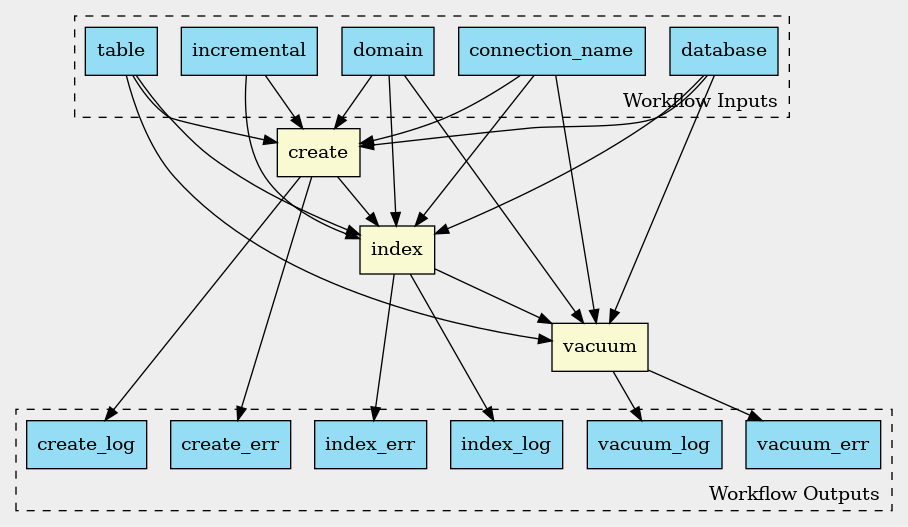 table
incremental
domain
connection_name
database
Workflow Inputs
create
index
vacuum
create_log
create_err
index_err
index_log
vacuum_log
vacuum_err
Workflow Outputs